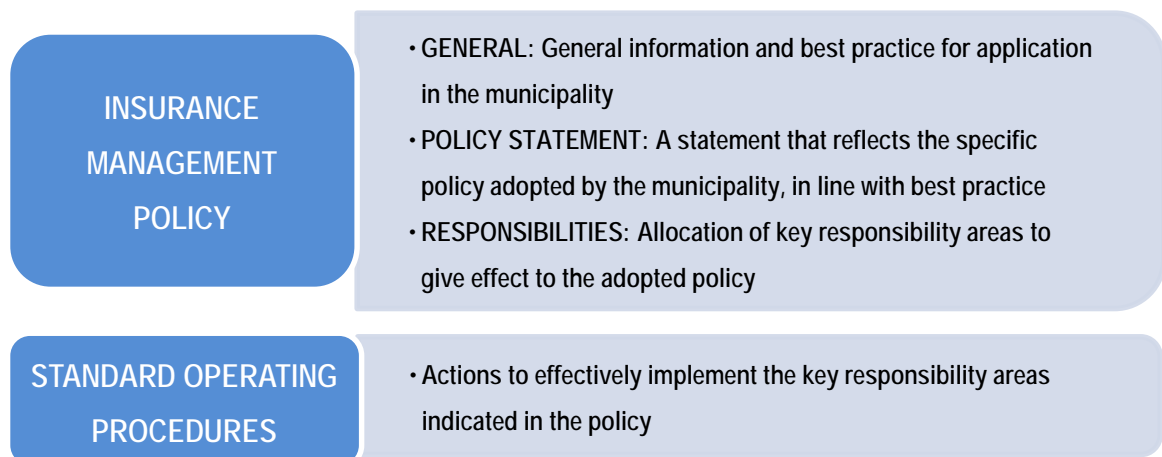 INSURANCE
MANAGEMENT
POLICY
· GENERAL: General information and best practice for application
in the municipality
· POLICY STATEMENT: A statement that reflects the specific
policy adopted by the municipality, in line with best practice
· RESPONSIBILITIES: Allocation of key responsibility areas to
give effect to the adopted policy
STANDARD OPERATING
PROCEDURES
· Actions to effectively implement the key responsibility areas
indicated in the policy